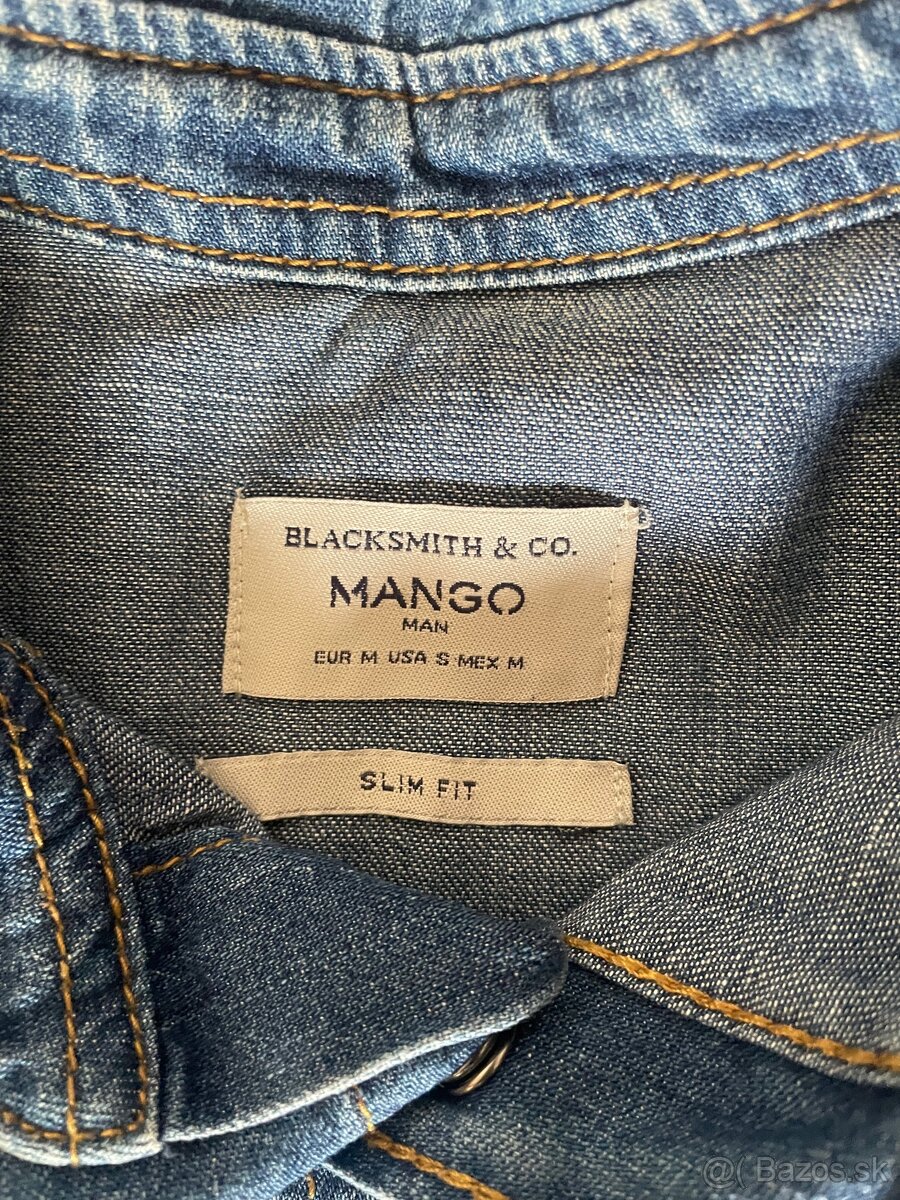 BLACKSMITH & CO.
MANGO
MAN
EUR M USA S MEX M
SLIM FIT
@( Bazos.sk